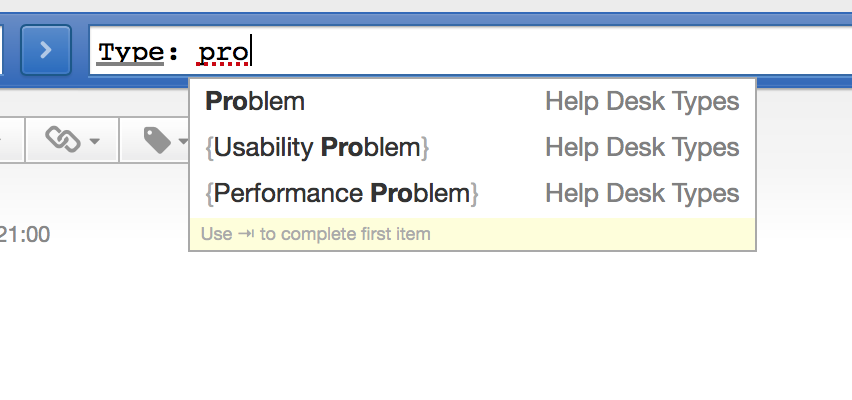 Type: pro
Problem Help Desk Types
{Usability Problem} Help Desk Types
{Performance Problem} Help Desk Types
21:00
Use ⇥ to complete first item